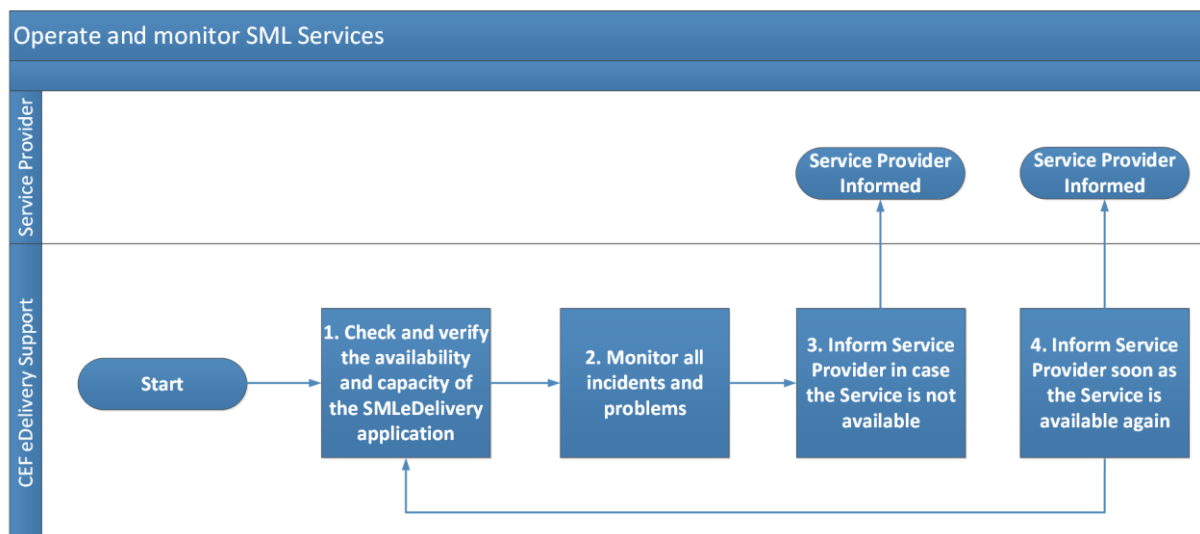 Operate and monitor SML Services
Service Provider
Service Provider
Informed
Service Provider
Informed
CEF eDelivery Support
Start
1. Check and verify
the availability
and capacity of
the SMLeDelivery
application
2. Monitor all
incidents and
problems
3. Inform Service
Provider in case
the Service is not
available
4. Inform Service
Provider soon as
the Service is
available again